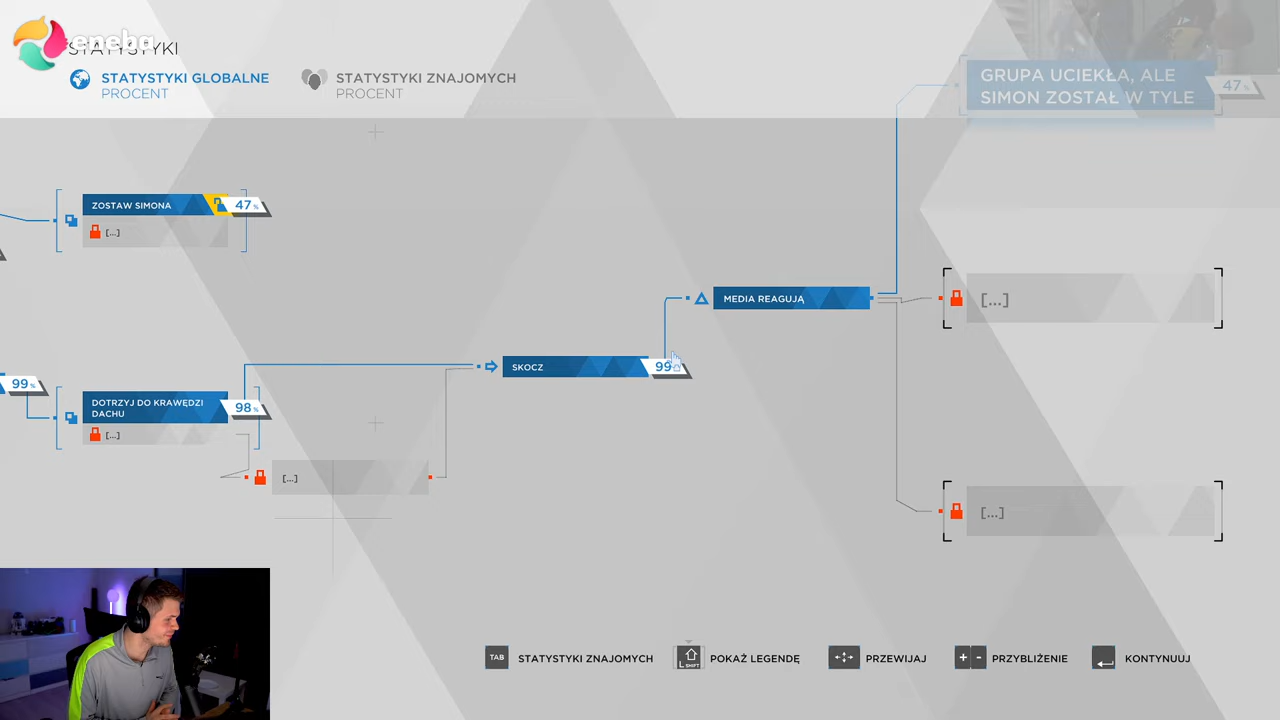 eneba
STATYSTYKI
STATYSTYKI GLOBALNE
PROCENT
STATYSTYKI ZNAJOMYCH
PROCENT
GRUPA UCIEKŁA, ALE
SIMON ZOSTAŁ W TYLE
47%
ZOSTAW SIMONA
47%
[...]
MEDIA REAGUJĄ
[...]
SKOCZ
99
99%
DOTRZYJ DO KRAWĘDZI
DACHU
98%
[...]
[...]
[...]
TAB
STATYSTYKI ZNAJOMYCH
L SHIFT
POKAŻ LEGENDĘ
PRZEWIJAJ
+ -
PRZYBLIŻENIE
KONTYNUUJ